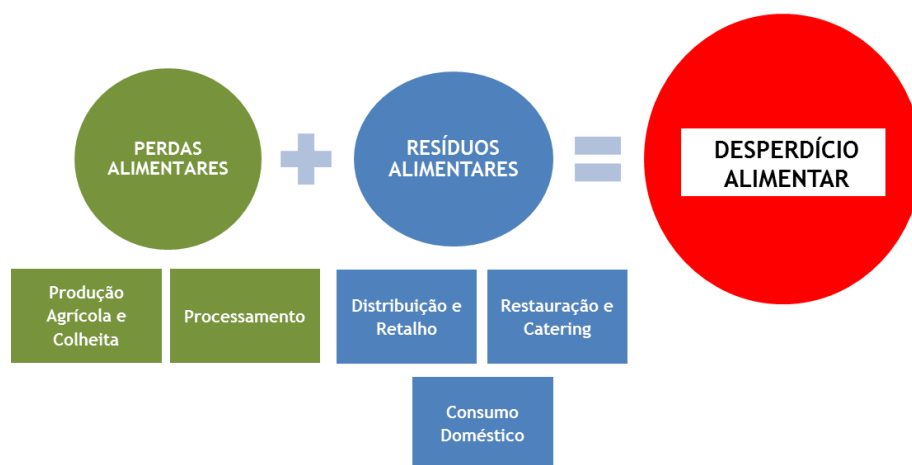 PERDAS
ALIMENTARES
RESÍDUOS
ALIMENTARES
DESPERDÍCIO
ALIMENTAR
Produção
Agrícola e
Colheita
Processamento
Distribuição e
Retalho
Restauração e
Catering
Consumo
Doméstico